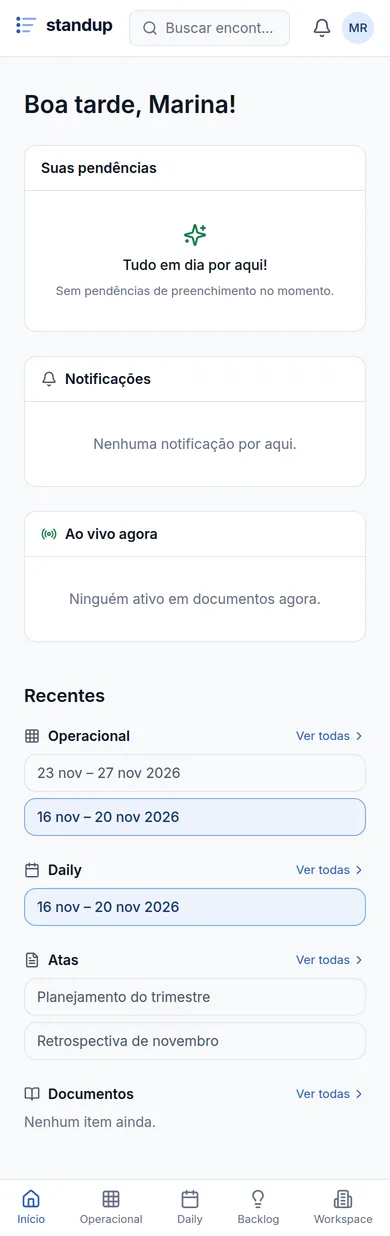 standup
Buscar encont...
MR
Boa tarde, Marina!
Suas pendências
Tudo em dia por aqui!
Sem pendências de preenchimento no momento.
Notificações
Nenhuma notificação por aqui.
Ao vivo agora
Ninguém ativo em documentos agora.
Recentes
Operacional
Ver todas
23 nov – 27 nov 2026
16 nov – 20 nov 2026
Daily
Ver todas
16 nov – 20 nov 2026
Atas
Ver todas
Planejamento do trimestre
Retrospectiva de novembro
Documentos
Ver todas
Nenhum item ainda.
Início
Operacional
Daily
Backlog
Workspace